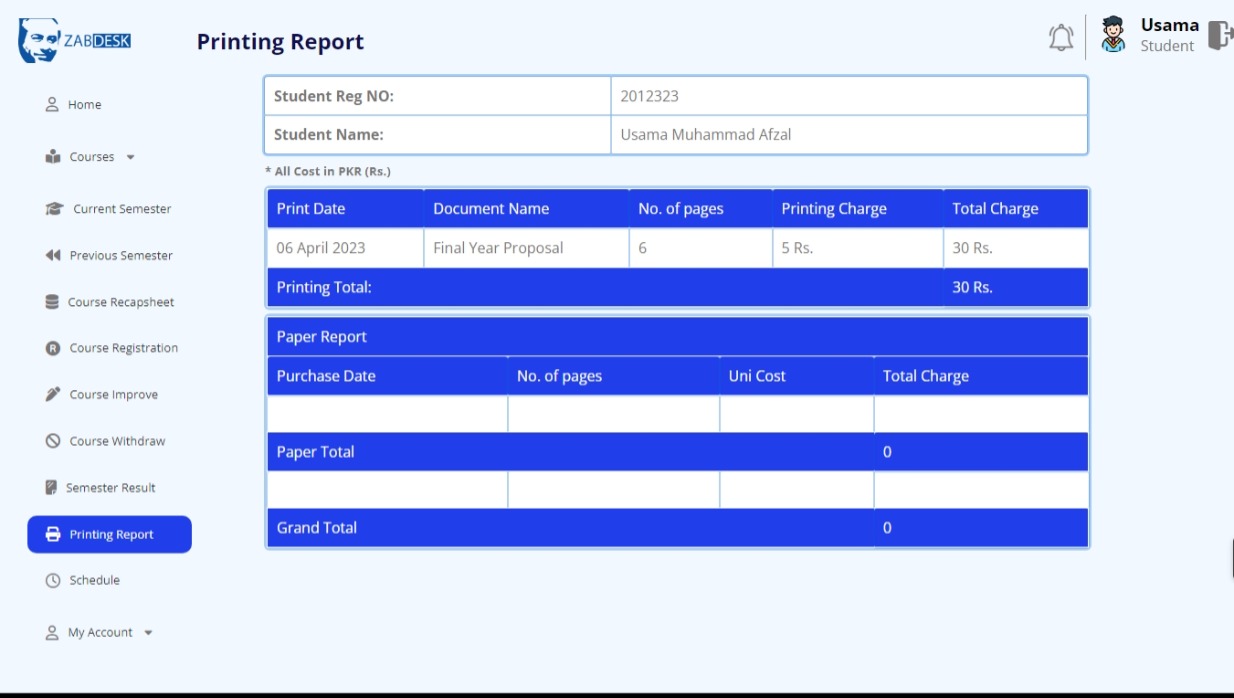 ZABDESK
Printing Report
Usama
Student
Home
Courses
Current Semester
Previous Semester
Course Recapsheet
Course Registration
Course Improve
Course Withdraw
Semester Result
Printing Report
Schedule
My Account
Student Reg NO: 2012323
Student Name: Usama Muhammad Afzal
* All Cost in PKR (Rs.)
Print Date Document Name No. of pages Printing Charge Total Charge
06 April 2023 Final Year Proposal 6 5 Rs. 30 Rs.
Printing Total: 30 Rs.
Paper Report
Purchase Date No. of pages Uni Cost Total Charge
Paper Total 0
Grand Total 0